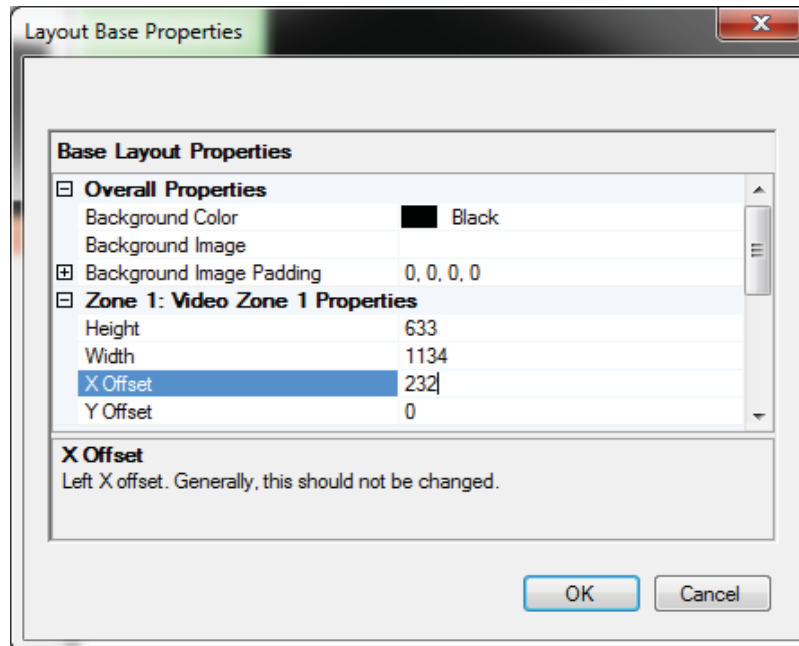 Layout Base Properties
Base Layout Properties
Overall Properties
Background Color Black
Background Image
Background Image Padding 0, 0, 0, 0
Zone 1: Video Zone 1 Properties
Height 633
Width 1134
X Offset 232
Y Offset 0
X Offset
Left X offset. Generally, this should not be changed.
OK Cancel